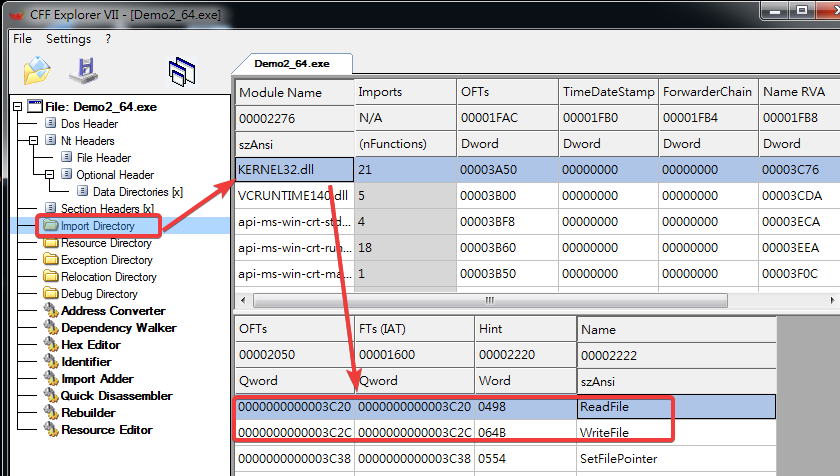 CFF Explorer VII - [Demo2_64.exe]
File Settings ?
Demo2_64.exe
File: Demo2_64.exe
Dos Header
Nt Headers
File Header
Optional Header
Data Directories [x]
Section Headers [x]
Import Directory
Resource Directory
Exception Directory
Relocation Directory
Debug Directory
Address Converter
Dependency Walker
Hex Editor
Identifier
Import Adder
Quick Disassembler
Rebuilder
Resource Editor
Module Name Imports OFTs TimeDateStamp ForwarderChain Name RVA
00002276 N/A 00001FAC 00001FB0 00001FB4 00001FB8
szAnsi (nFunctions) Dword Dword Dword Dword
KERNEL32.dll 21 00003A50 00000000 00000000 00003C76
VCRUNTIME140.dll 5 00003B00 00000000 00000000 00003CDA
api-ms-win-crt-std... 4 00003BF8 00000000 00000000 00003EEA
api-ms-win-crt-run... 18 00003B60 00000000 00000000 00003ECA
api-ms-win-crt-ma... 1 00003B50 00000000 00000000 00003F0C
OFTs FTs (IAT) Hint Name
00002050 00001600 00002220 00002222
Qword Qword Word szAnsi
0000000000003C20 0000000000003C20 0498 ReadFile
0000000000003C2C 0000000000003C2C 064B WriteFile
0000000000003C38 0000000000003C38 0554 SetFilePointer